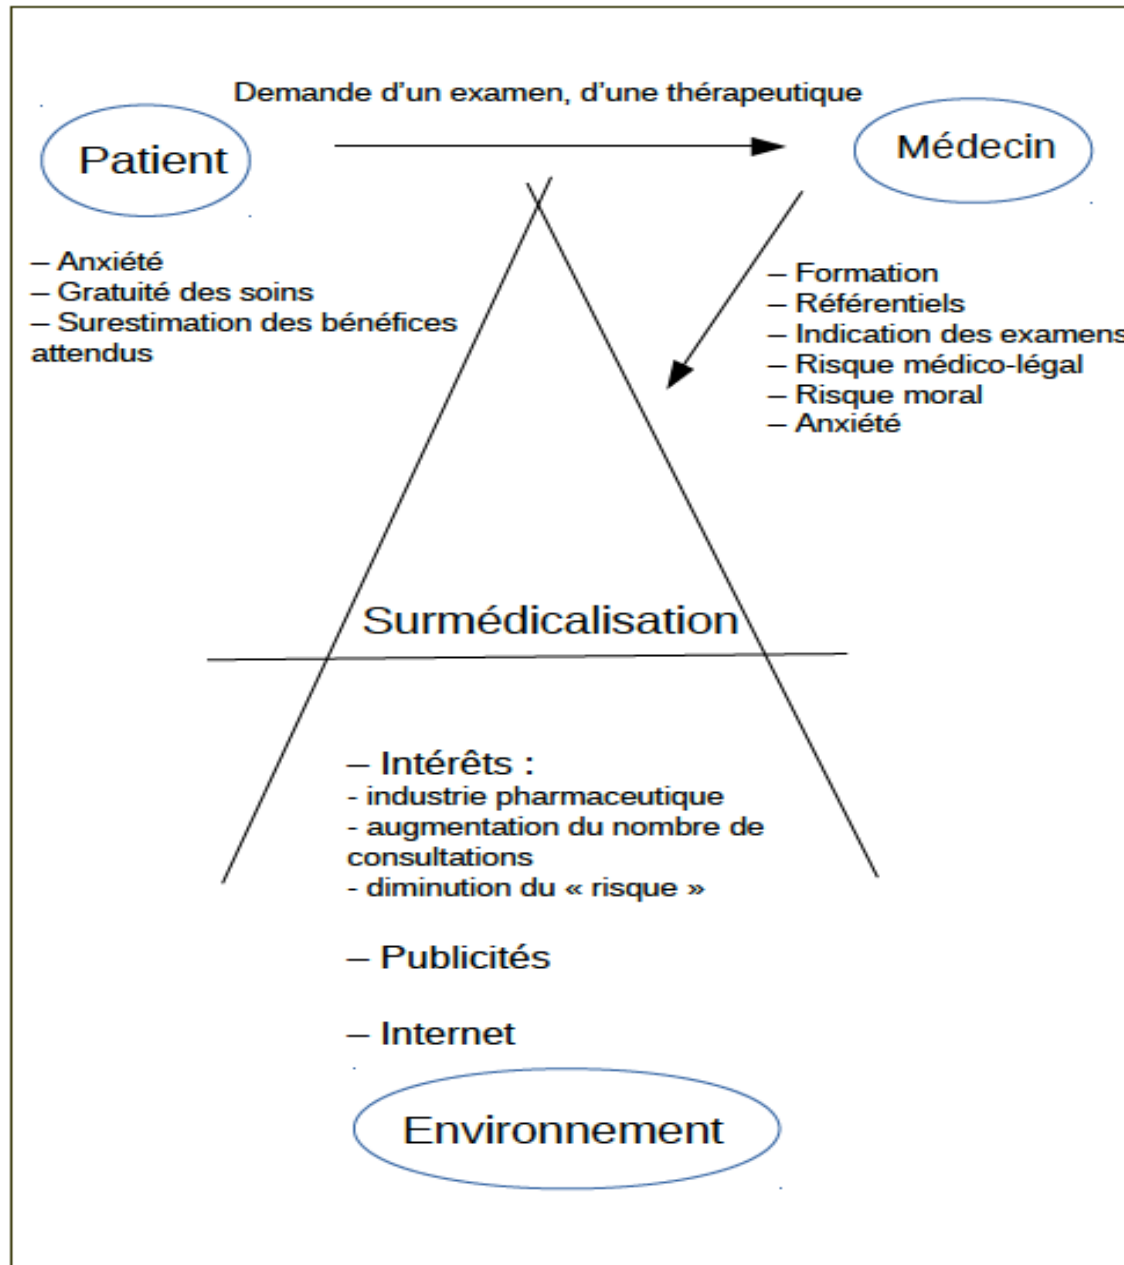 Demande d'un examen, d'une thérapeutique
Patient
Médecin
– Anxiété
– Gratuité des soins
– Surestimation des bénéfices
attendus
– Formation
– Référentiels
– Indication des examens
– Risque médico-légal
– Risque moral
– Anxiété
Surmédicalisation
– Intérêts :
- industrie pharmaceutique
- augmentation du nombre de
consultations
- diminution du « risque »
– Publicités
– Internet
Environnement